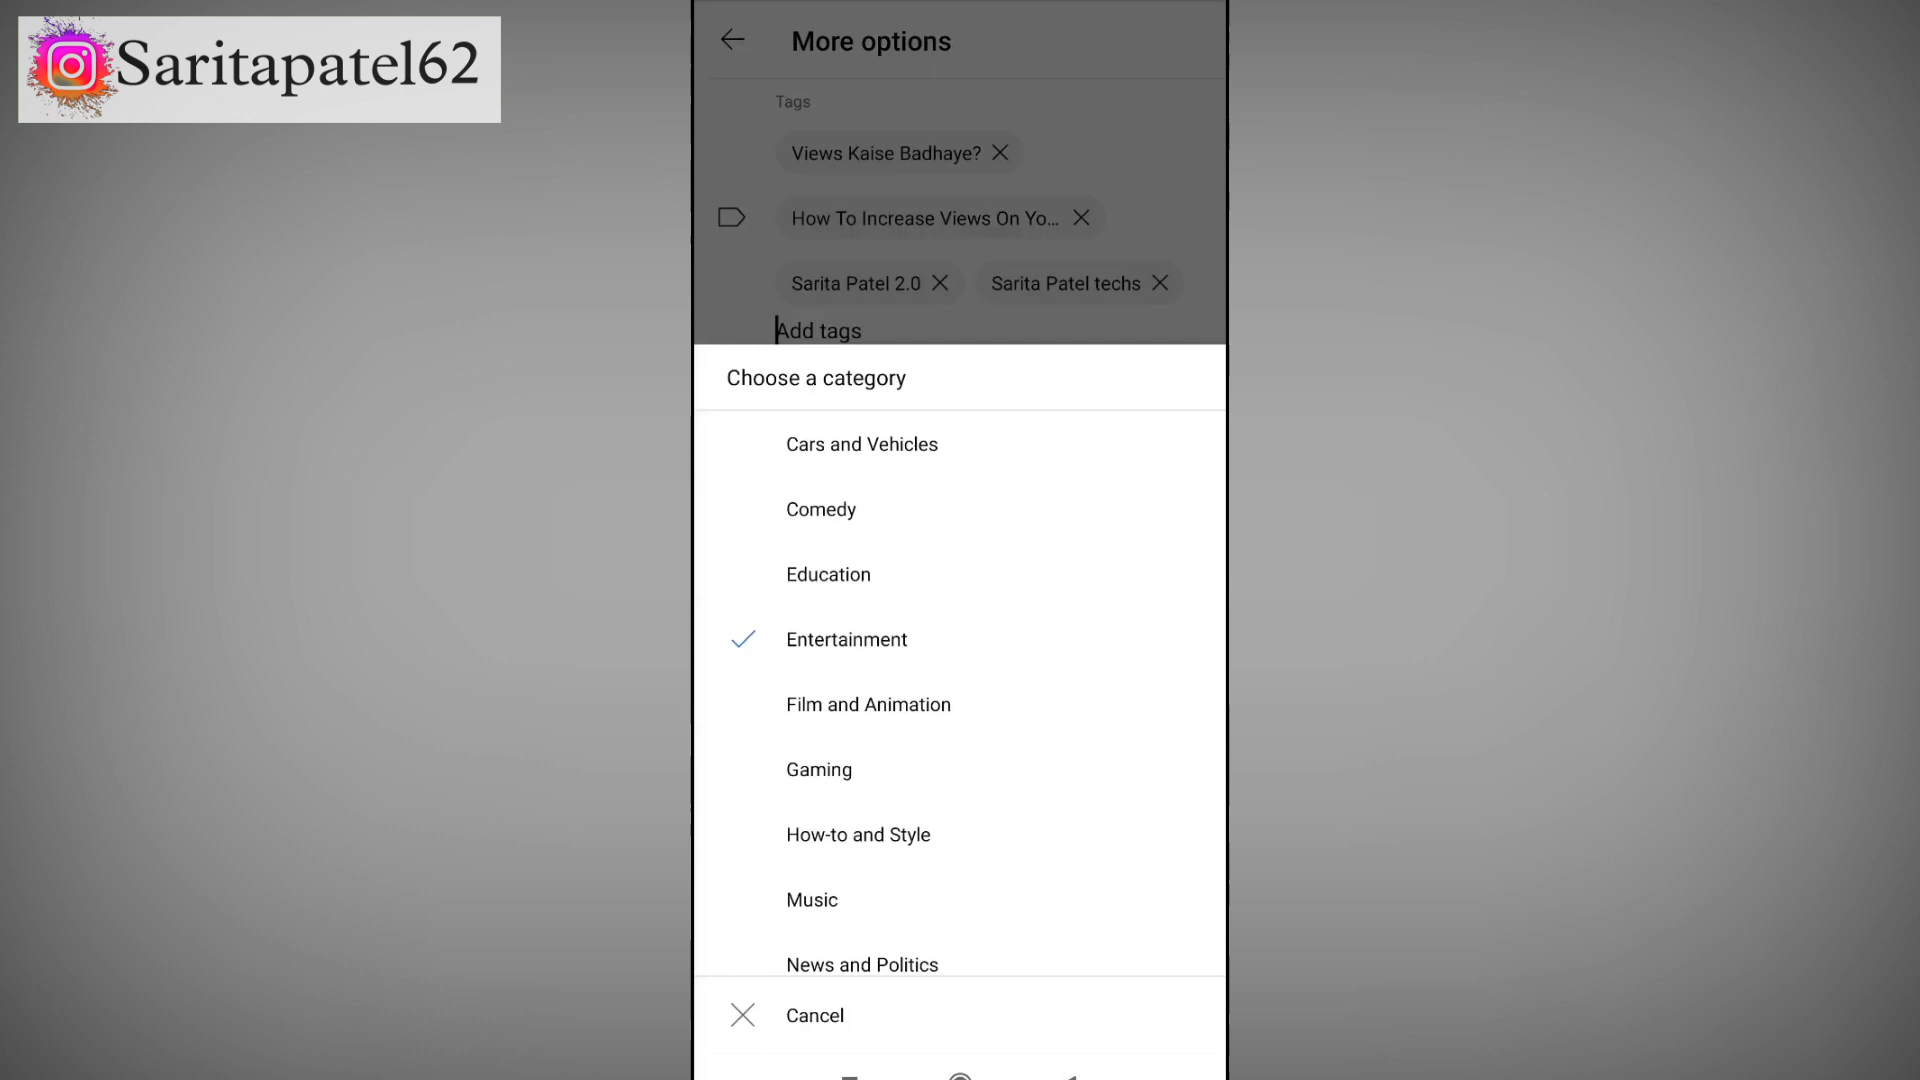 Saritapatel62
More options
Tags
Views Kaise Badhaye?
How To Increase Views On Yo...
Sarita Patel 2.0
Sarita Patel techs
Add tags
Choose a category
Cars and Vehicles
Comedy
Education
Entertainment
Film and Animation
Gaming
How-to and Style
Music
News and Politics
Cancel